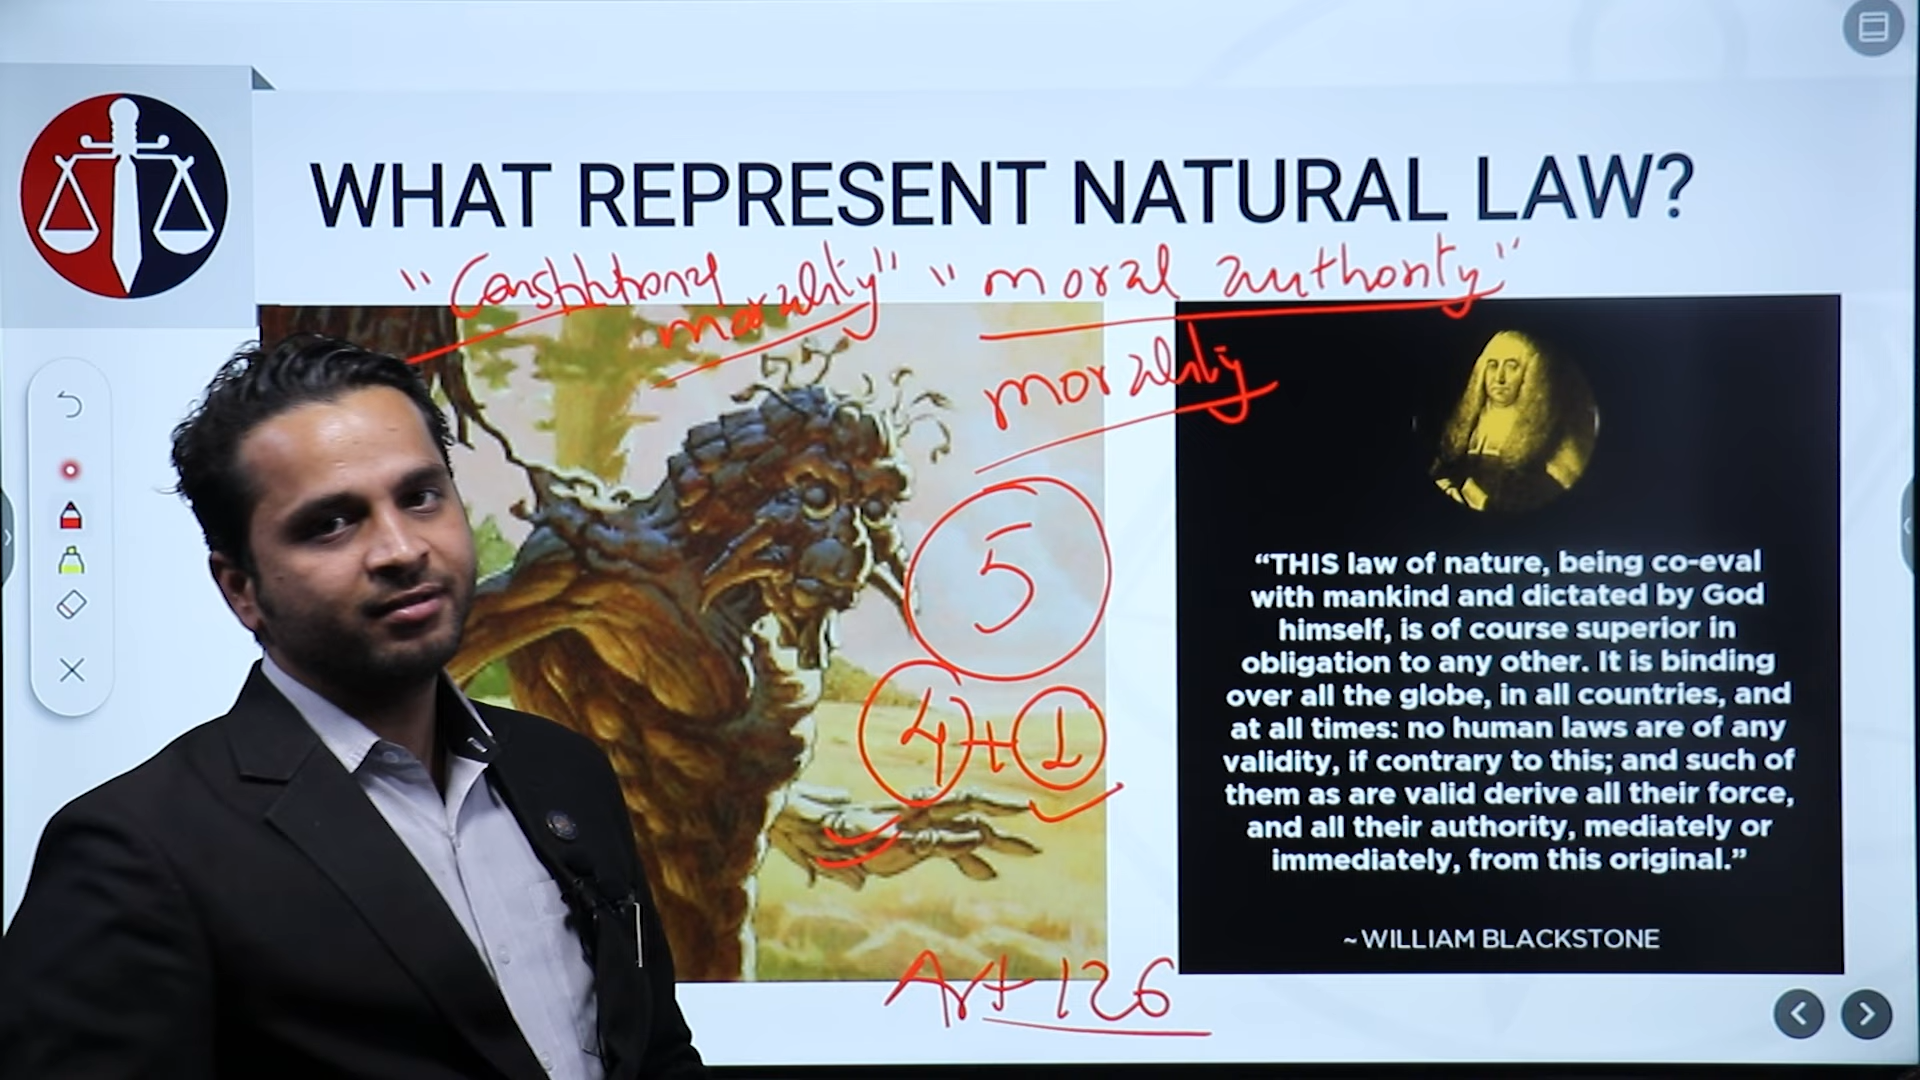 WHAT REPRESENT NATURAL LAW?
"Constitutional
morality" "moral authority"
morality
5
4+1
"THIS law of nature, being co-eval
with mankind and dictated by God
himself, is of course superior in
obligation to any other. It is binding
over all the globe, in all countries, and
at all times: no human laws are of any
validity, if contrary to this; and such of
them as are valid derive all their force,
and all their authority, mediately or
immediately, from this original."
~WILLIAM BLACKSTONE
Art 126